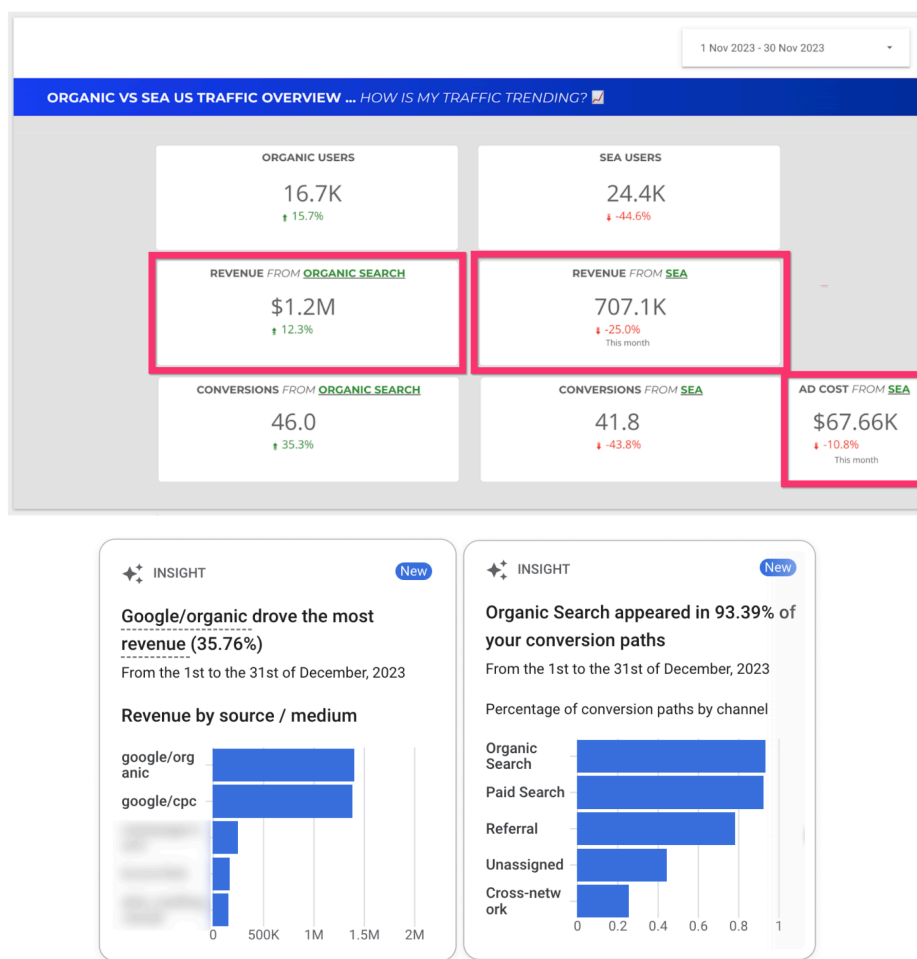 1 Nov 2023 - 30 Nov 2023
ORGANIC VS SEA US TRAFFIC OVERVIEW ... HOW IS MY TRAFFIC TRENDING? 📈
ORGANIC USERS
16.7K
15.7%
SEA USERS
24.4K
-44.6%
REVENUE FROM ORGANIC SEARCH
$1.2M
12.3%
REVENUE FROM SEA
707.1K
-25.0%
This month
CONVERSIONS FROM ORGANIC SEARCH
46.0
35.3%
CONVERSIONS FROM SEA
41.8
-43.8%
AD COST FROM SEA
$67.66K
-10.8%
This month
INSIGHT
New
Google/organic drove the most
revenue (35.76%)
From the 1st to the 31st of December, 2023
Revenue by source / medium
google/org
anic
google/cpc
0 500K 1M 1.5M 2M
INSIGHT
New
Organic Search appeared in 93.39% of
your conversion paths
From the 1st to the 31st of December, 2023
Percentage of conversion paths by channel
Organic
Search
Paid Search
Referral
Unassigned
Cross-netw
ork
0 0.2 0.4 0.6 0.8 1